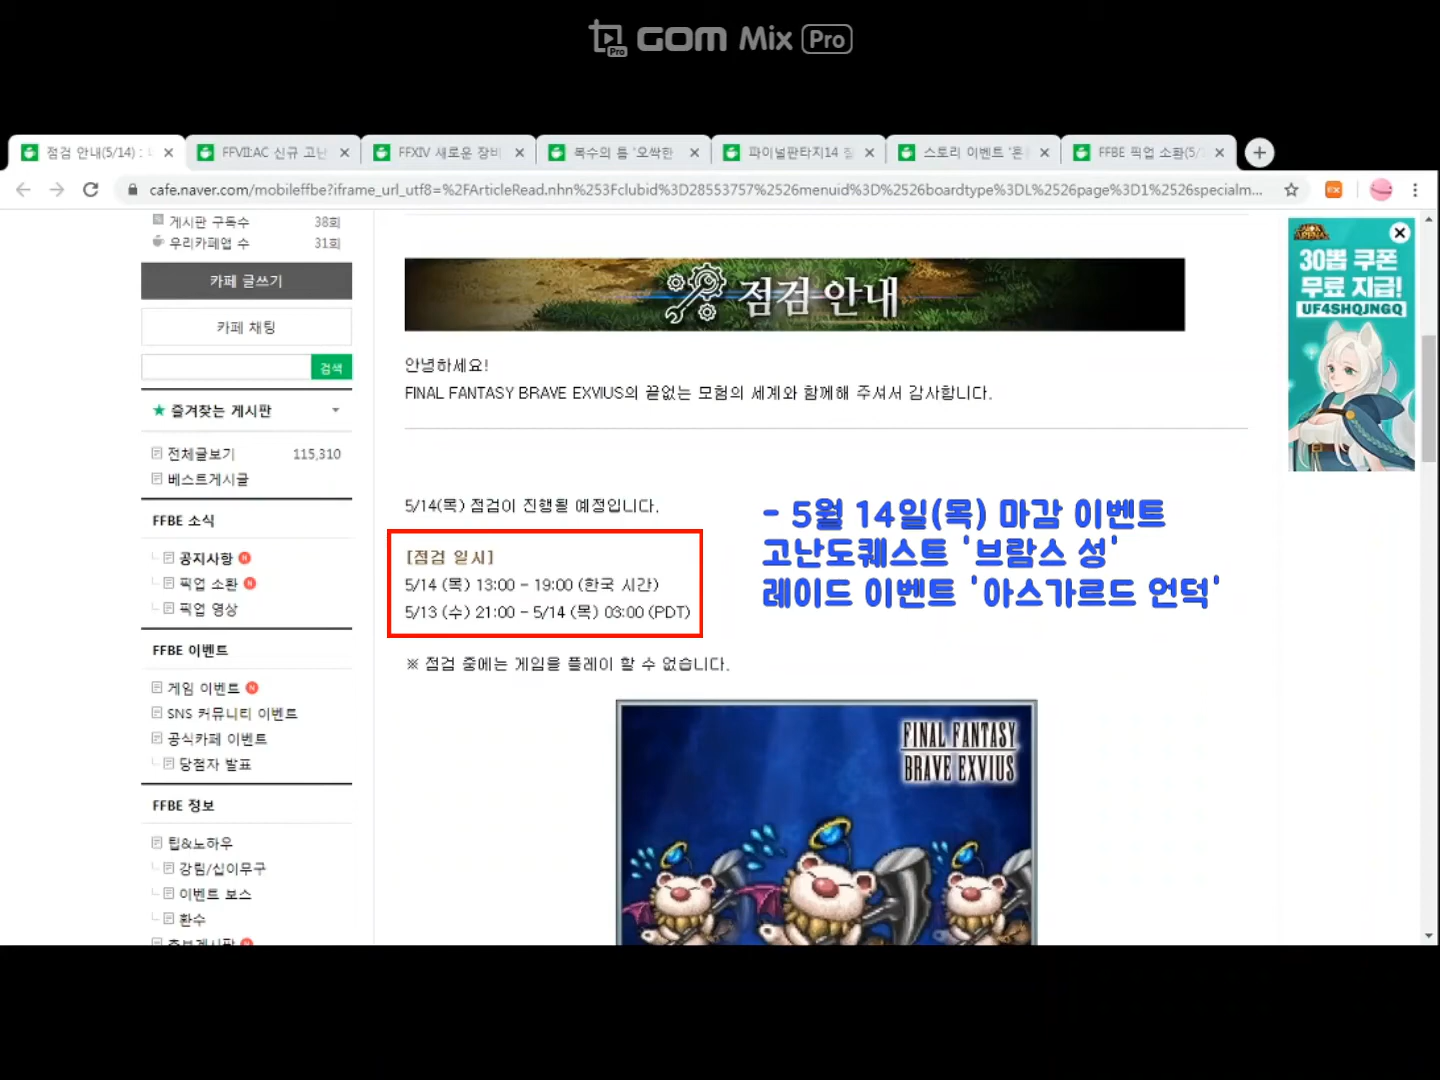 GOM Mix Pro
점검 안내(5/14) :
FFVII:AC 신규 고난
FFXIV 새로운 장비
복수의 틈 '오싹한
파이널판타지14 콜
스토리 이벤트 '혼
FFBE 픽업 소환(5/
cafe.naver.com/mobileffbe?iframe_url_utf8=%2FArticleRead.nhn%253Fclubid%3D28553757%2526menuid%3D%2526boardtype%3DL%2526page%3D1%2526specialm...
게시판 구독수 38회
우리카페앱 수 31회
카페 글쓰기
카페 채팅
검색
즐겨찾는 게시판
전체글보기 115,310
베스트게시글
FFBE 소식
공지사항 N
픽업 소환 N
픽업 영상
FFBE 이벤트
게임 이벤트 N
SNS 커뮤니티 이벤트
공식카페 이벤트
당첨자 발표
FFBE 정보
팁&노하우
강림/십이무구
이벤트 보스
환수
점검 안내
안녕하세요!
FINAL FANTASY BRAVE EXVIUS의 끝없는 모험의 세계와 함께해 주셔서 감사합니다.
5/14(목) 점검이 진행될 예정입니다.
[점검 일시]
5/14 (목) 13:00 - 19:00 (한국 시간)
5/13 (수) 21:00 - 5/14 (목) 03:00 (PDT)
- 5월 14일(목) 마감 이벤트
고난도퀘스트 '브람스 성'
레이드 이벤트 '아스가르드 언덕'
※ 점검 중에는 게임을 플레이 할 수 없습니다.
FINAL FANTASY
BRAVE EXVIUS
30뽑 쿠폰
무료 지급!
UF4SHQJNGQ